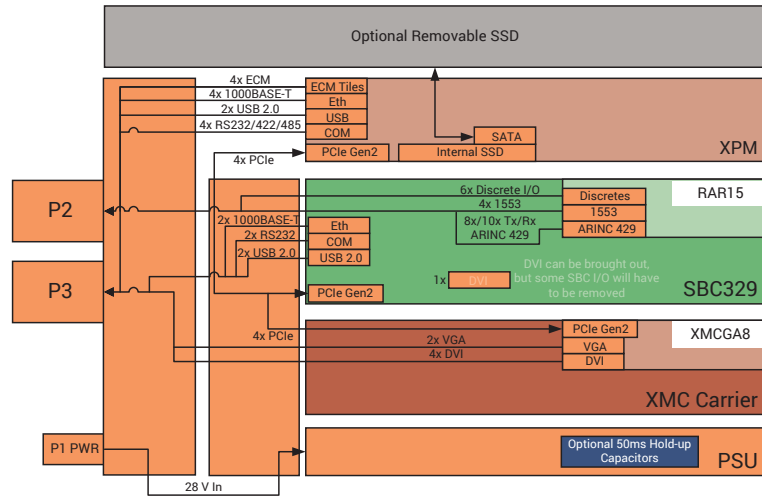 Optional Removable SSD
4x ECM
4x 1000BASE-T
2x USB 2.0
4x RS232/422/485
4x PCIe
ECM Tiles
Eth
USB
COM
PCIe Gen2
SATA
Internal SSD
XPM
P2
P3
6x Discrete I/O
4x 1553
8x/10x Tx/Rx
ARINC 429
Discretes
1553
ARINC 429
RAR15
2x 1000BASE-T
2x RS232
2x USB 2.0
Eth
COM
USB 2.0
PCIe Gen2
1x
DVI
DVI can be brought out,
but some SBC I/O will have
to be removed
SBC329
4x PCIe
2x VGA
4x DVI
PCIe Gen2
VGA
DVI
XMCGA8
XMC Carrier
P1 PWR
28 V In
Optional 50ms Hold-up
Capacitors
PSU